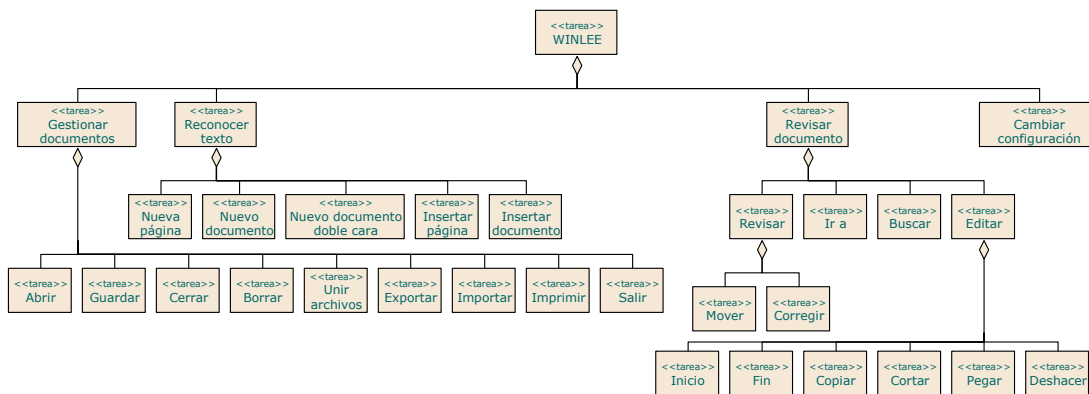 <<tarea>>
WINLEE
<<tarea>>
Gestionar
documentos
<<tarea>>
Reconocer
texto
<<tarea>>
Revisar
documento
<<tarea>>
Cambiar
configuración
<<tarea>>
Nueva
página
<<tarea>>
Nuevo
documento
<<tarea>>
Nuevo documento
doble cara
<<tarea>>
Insertar
página
<<tarea>>
Insertar
documento
<<tarea>>
Revisar
<<tarea>>
Ir a
<<tarea>>
Buscar
<<tarea>>
Editar
<<tarea>>
Abrir
<<tarea>>
Guardar
<<tarea>>
Cerrar
<<tarea>>
Borrar
<<tarea>>
Unir
archivos
<<tarea>>
Exportar
<<tarea>>
Importar
<<tarea>>
Imprimir
<<tarea>>
Salir
<<tarea>>
Mover
<<tarea>>
Corregir
<<tarea>>
Inicio
<<tarea>>
Fin
<<tarea>>
Copiar
<<tarea>>
Cortar
<<tarea>>
Pegar
<<tarea>>
Deshacer